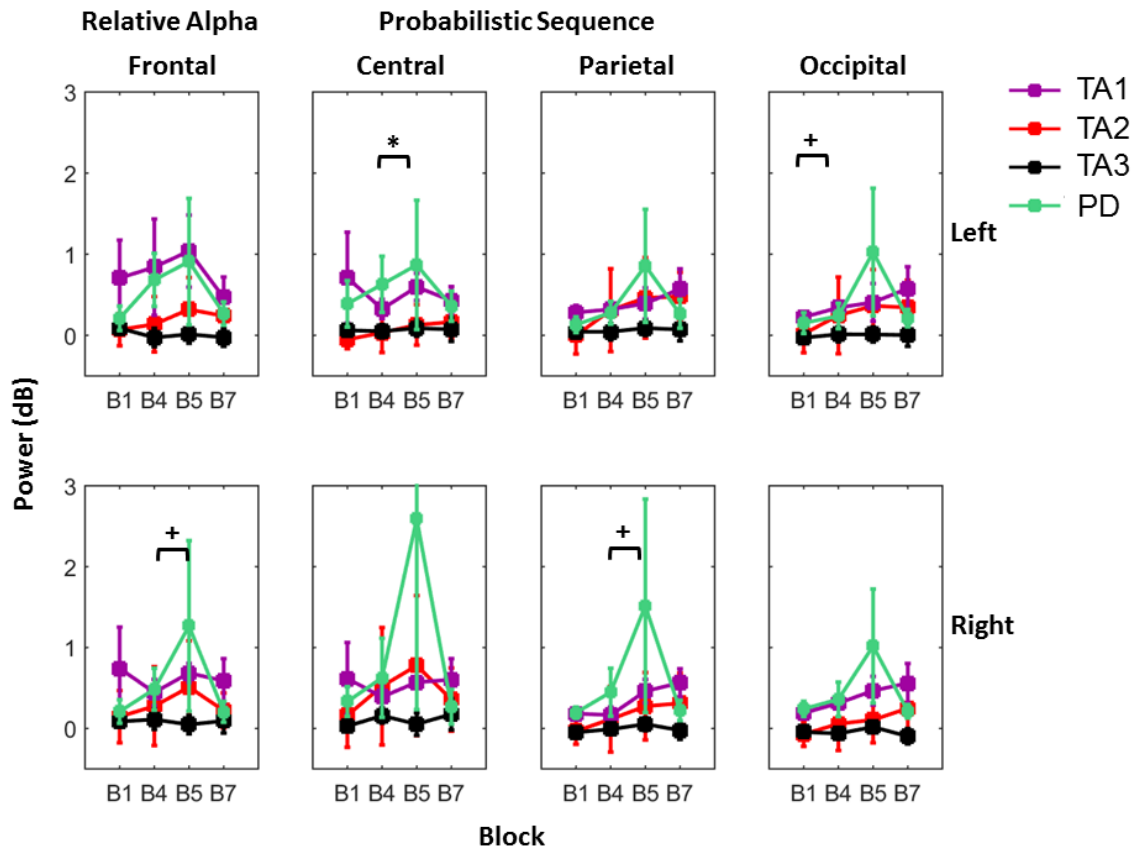 Relative Alpha Probabilistic Sequence
Frontal Central Parietal Occipital
TA1
TA2
TA3
PD
3
2
1
0
*
+
Left
B1 B4 B5 B7 B1 B4 B5 B7 B1 B4 B5 B7 B1 B4 B5 B7
Power (dB)
3
2
1
0
+
+
Right
B1 B4 B5 B7 B1 B4 B5 B7 B1 B4 B5 B7 B1 B4 B5 B7
Block